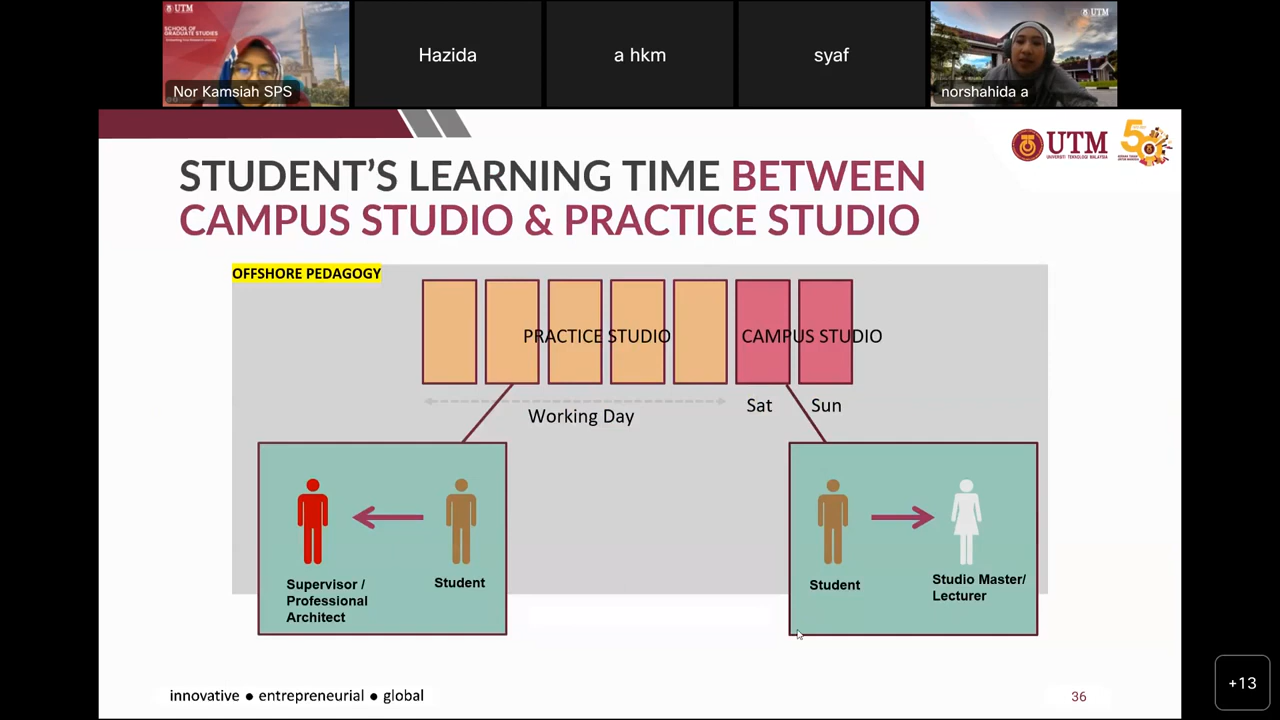 UTM
SCHOOL OF
GRADUATE STUDIES
Nor Kamsiah SPS
Hazida
a hkm
syaf
UTM
norshahida a
UTM
UNIVERSITI TEKNOLOGI MALAYSIA
50
STUDENT'S LEARNING TIME BETWEEN
CAMPUS STUDIO & PRACTICE STUDIO
OFFSHORE PEDAGOGY
PRACTICE STUDIO
CAMPUS STUDIO
Working Day
Sat
Sun
Supervisor /
Professional
Architect
Student
Student
Studio Master/
Lecturer
innovative ● entrepreneurial ● global
36
+13